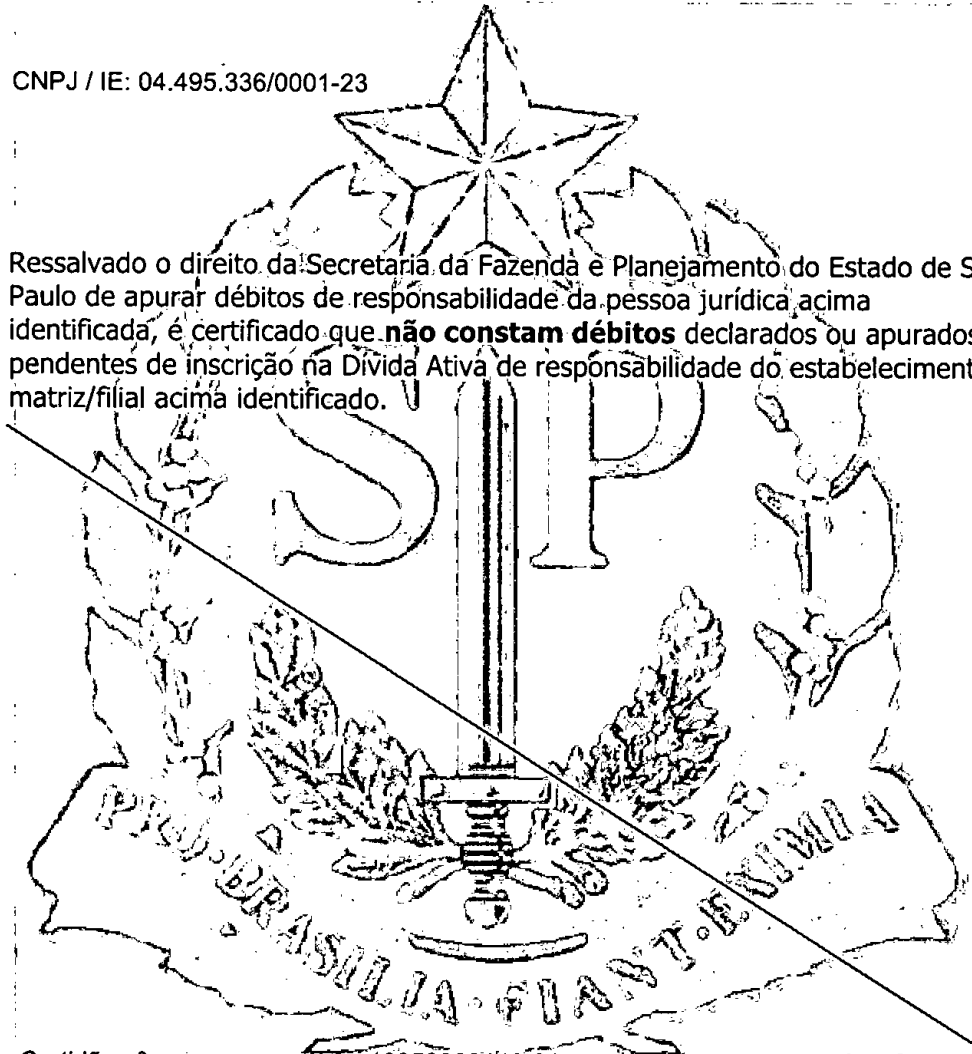 CNPJ / IE: 04.495.336/0001-23
Ressalvado o direito da Secretaria da Fazenda e Planejamento do Estado de S
Paulo de apurar débitos de responsabilidade da pessoa jurídica acima
identificada, é certificado que não constam débitos declarados ou apurados
pendentes de inscrição na Dívida Ativa de responsabilidade do estabeleciment
matriz/filial acima identificado.
SP
PRO·BRASILIA·FIANT·EXIMIA